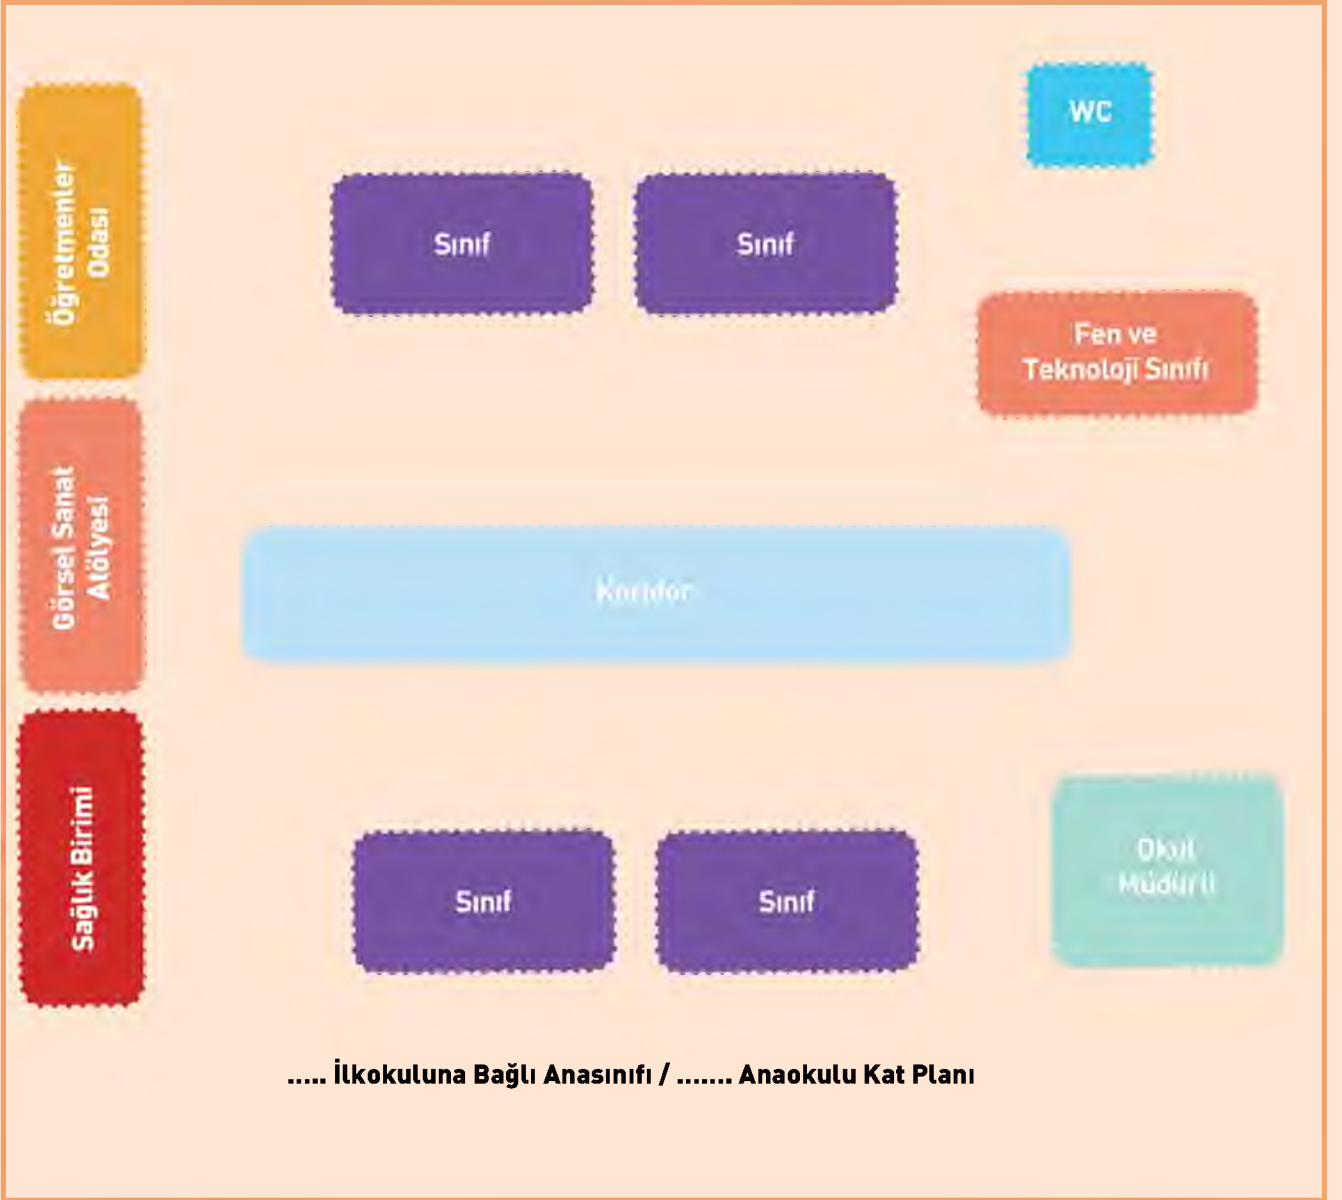 WC
Öğretmenler
Odası
Sınıf
Sınıf
Fen ve
Teknoloji Sınıfı
Görsel Sanat
Atölyesi
Koridor
Sağlık Birimi
Okul
Müdürü
Sınıf
Sınıf
..... İlkokuluna Bağlı Anasınıfı / ....... Anaokulu Kat Planı